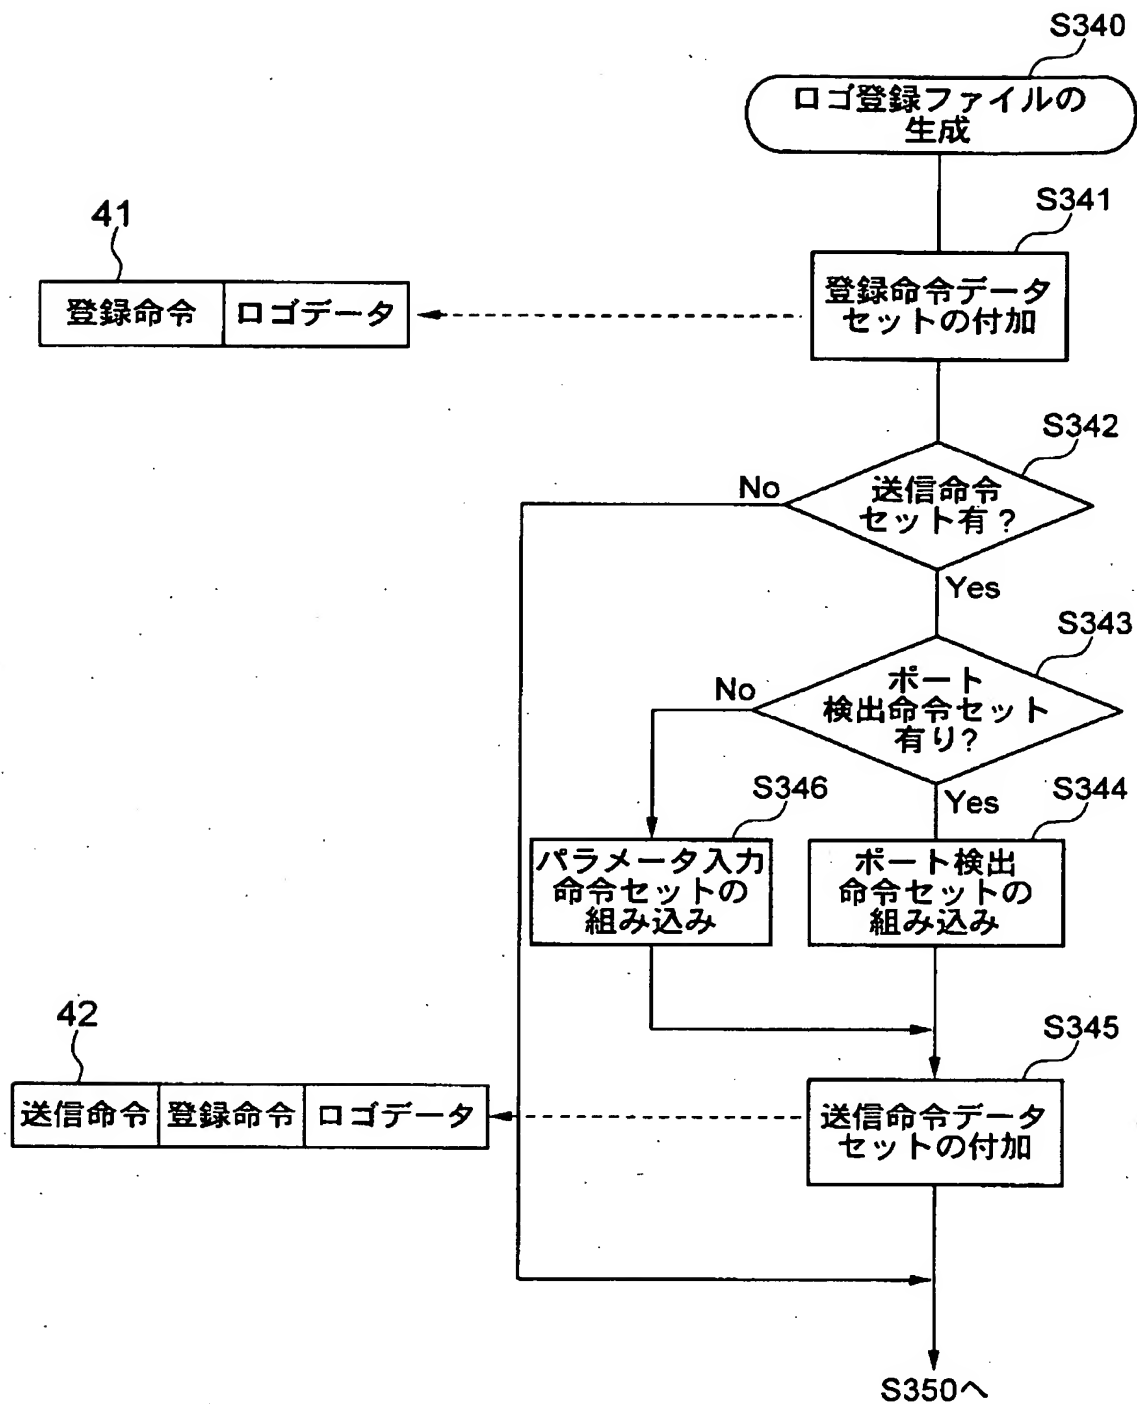 S340
ロゴ登録ファイルの
生成
S341
41
登録命令 ロゴデータ
登録命令データ
セットの付加
S342
No
送信命令
セット有？
Yes
S343
No
ポート
検出命令セット
有り？
Yes
S346
S344
パラメータ入力
命令セットの
組み込み
ポート検出
命令セットの
組み込み
42
S345
送信命令 登録命令 ロゴデータ
送信命令データ
セットの付加
S350へ